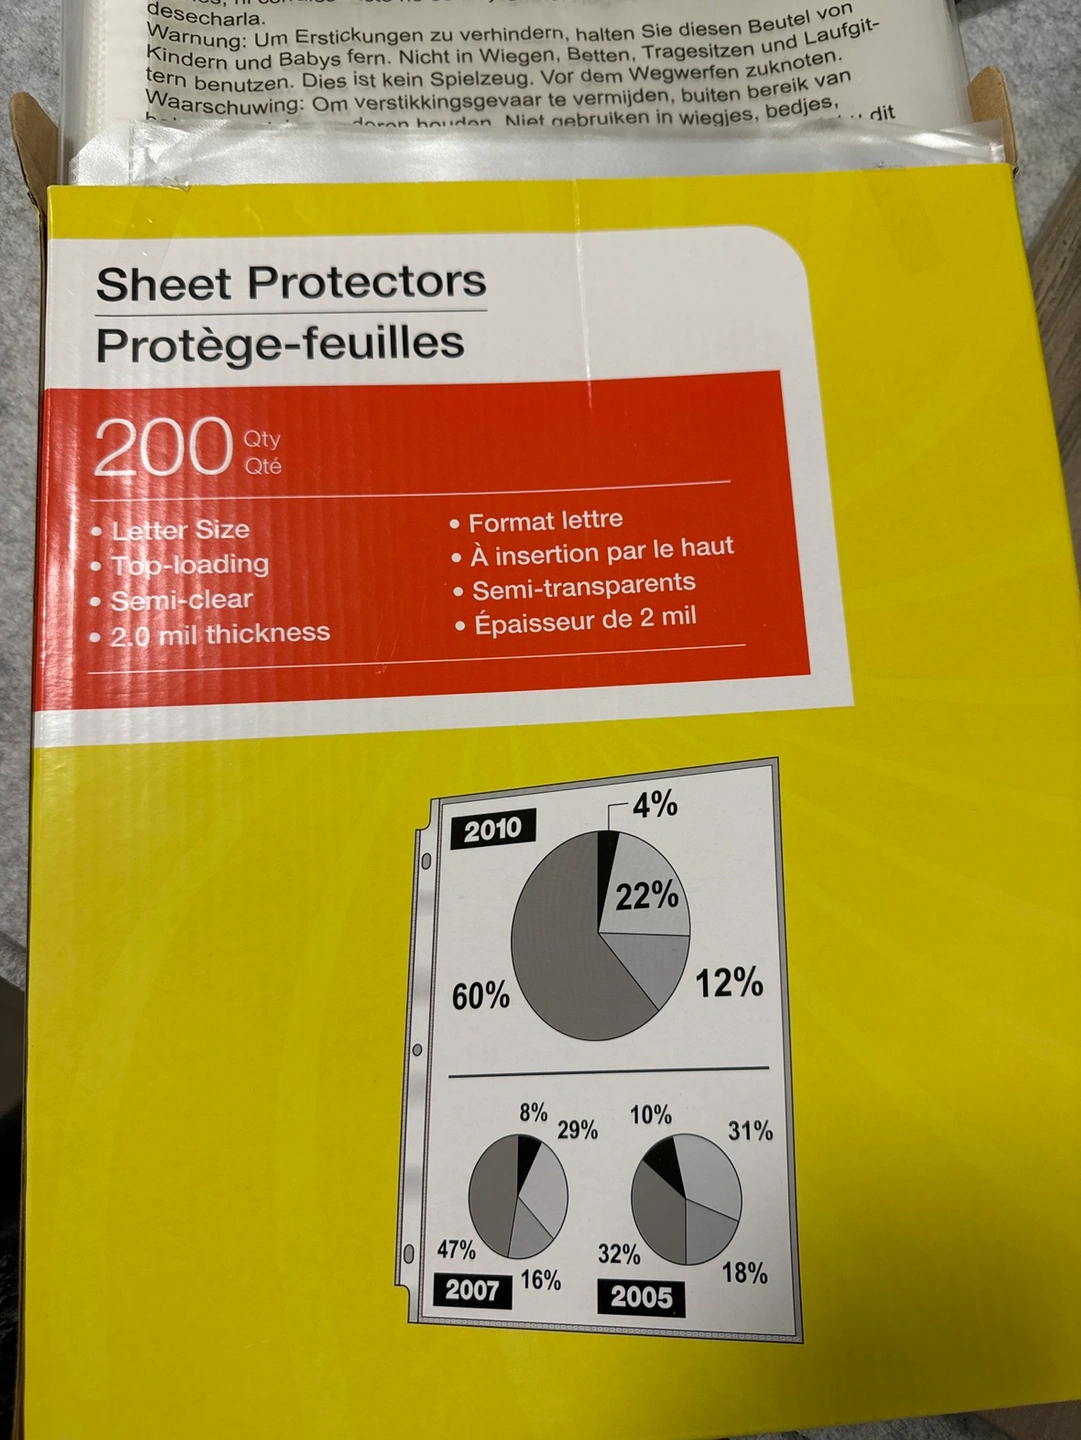 desecharla.
Warnung: Um Erstickungen zu verhindern, halten Sie diesen Beutel von
Kindern und Babys fern. Nicht in Wiegen, Betten, Tragesitzen und Laufgit-
tern benutzen. Dies ist kein Spielzeug. Vor dem Wegwerfen zuknoten.
Waarschuwing: Om verstikkingsgevaar te vermijden, buiten bereik van
houden. Niet gebruiken in wiegjes, bedjes,
dit
Sheet Protectors
Protège-feuilles
200 Qty
Qté
• Letter Size
• Top-loading
• Semi-clear
• 2.0 mil thickness
• Format lettre
• À insertion par le haut
• Semi-transparents
• Épaisseur de 2 mil
2010
4%
22%
12%
60%
8%
29%
47%
16%
2007
10%
31%
32%
18%
2005